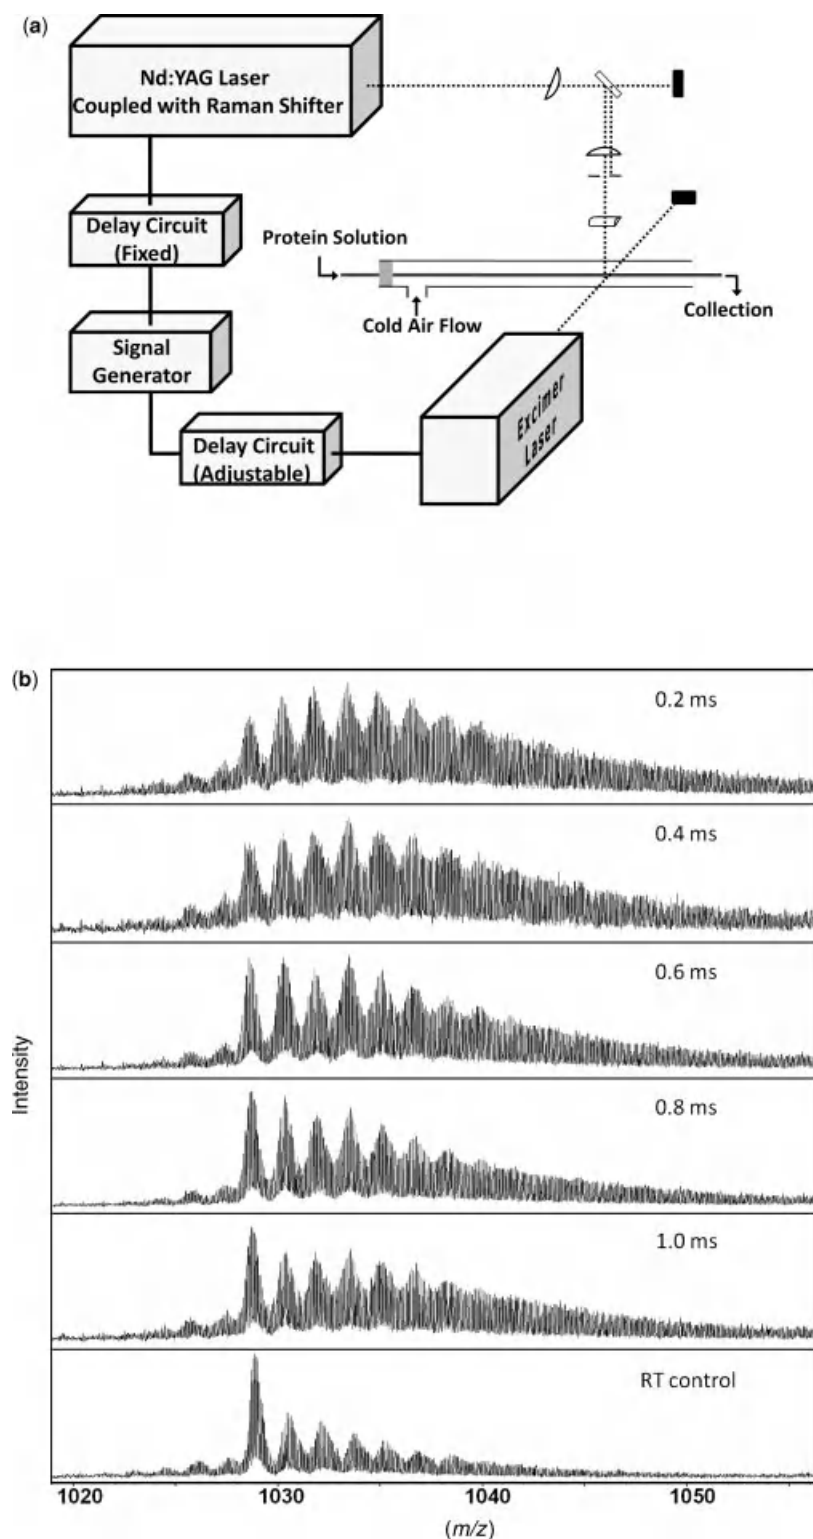 (a)
Nd:YAG Laser
Coupled with Raman Shifter
Delay Circuit
(Fixed)
Protein Solution
Cold Air Flow
Collection
Signal
Generator
Excimer
Laser
Delay Circuit
(Adjustable)
(b)
0.2 ms
0.4 ms
0.6 ms
0.8 ms
1.0 ms
RT control
Intensity
1020 1030 1040 1050
(m/z)